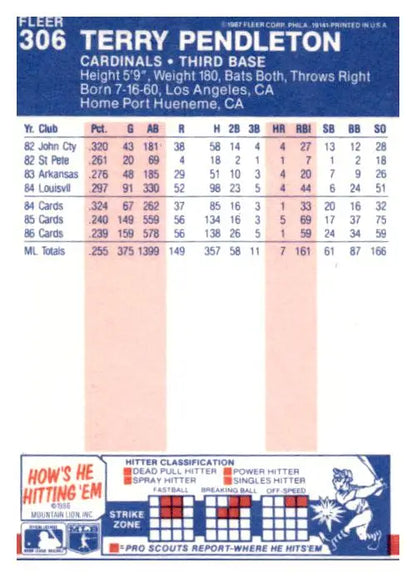 FLEER
©1987 FLEER CORP. PHILA. 19141-PRINTED IN U.S.A.
306 TERRY PENDLETON
CARDINALS • THIRD BASE
Height 5'9", Weight 180, Bats Both, Throws Right
Born 7-16-60, Los Angeles, CA
Home Port Hueneme, CA
Yr. Club Pct. G AB R H 2B 3B HR RBI SB BB SO
82 John Cty .320 43 181 38 58 14 4 4 27 13 12 28
82 St Pete .261 20 69 4 18 2 1 1 7 1 2 18
83 Arkansas .276 48 185 29 51 10 3 4 20 7 9 26
84 Louisvil .297 91 330 52 98 23 5 4 44 6 24 51
84 Cards .324 67 262 37 85 16 3 1 33 20 16 32
85 Cards .240 149 559 56 134 16 3 5 69 17 37 75
86 Cards .239 159 578 56 138 26 5 1 59 24 34 59
ML Totals .255 375 1399 149 357 58 11 7 161 61 87 166
HOW'S HE
HITTING 'EM
©1986
MOUNTAIN LION, INC.
HITTER CLASSIFICATION
DEAD PULL HITTER POWER HITTER
SPRAY HITTER SINGLES HITTER
FASTBALL BREAKING BALL OFF-SPEED
STRIKE
ZONE
=PRO SCOUTS REPORT-WHERE HE HITS'EM